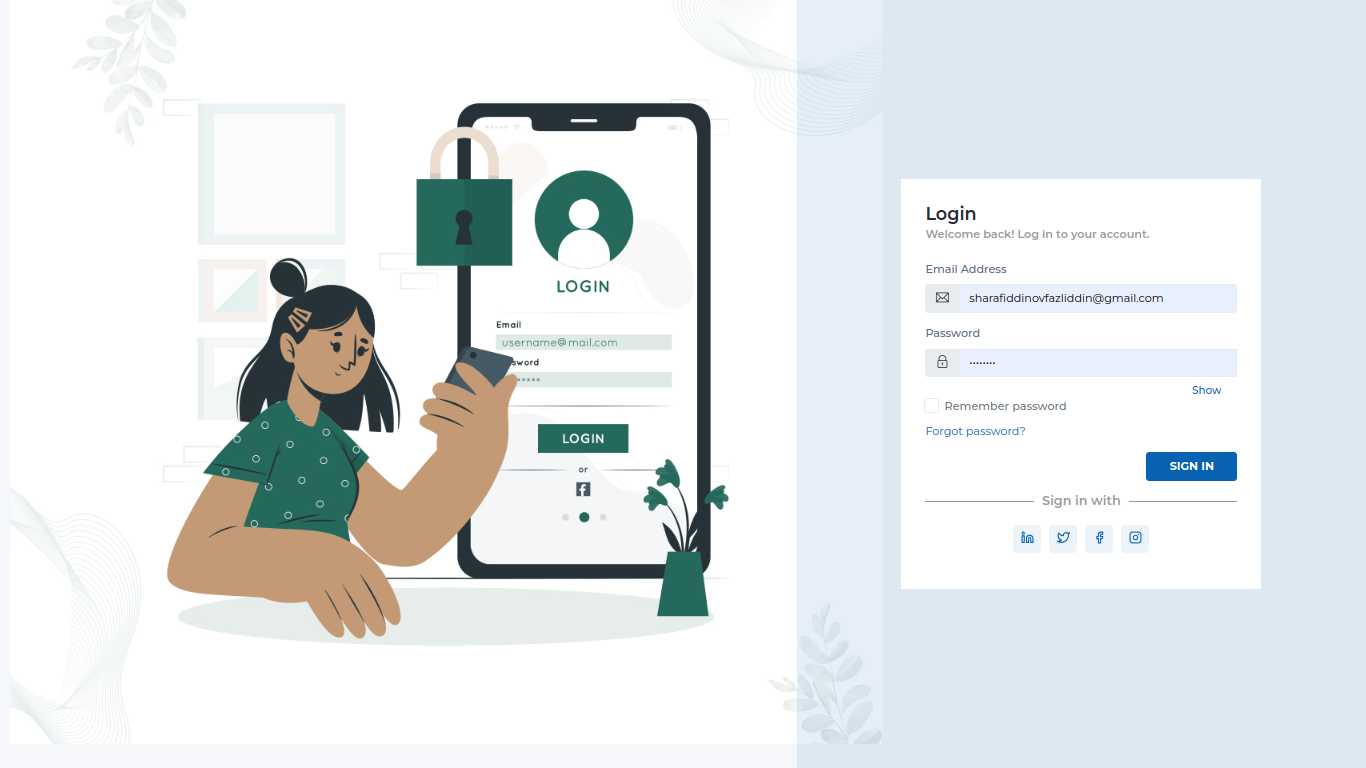 LOGIN
Email
username@mail.com
sword
*****
LOGIN
or
Login
Welcome back! Log in to your account.
Email Address
sharafiddinovfazliddin@gmail.com
Password
••••••••
Show
Remember password
Forgot password?
SIGN IN
Sign in with